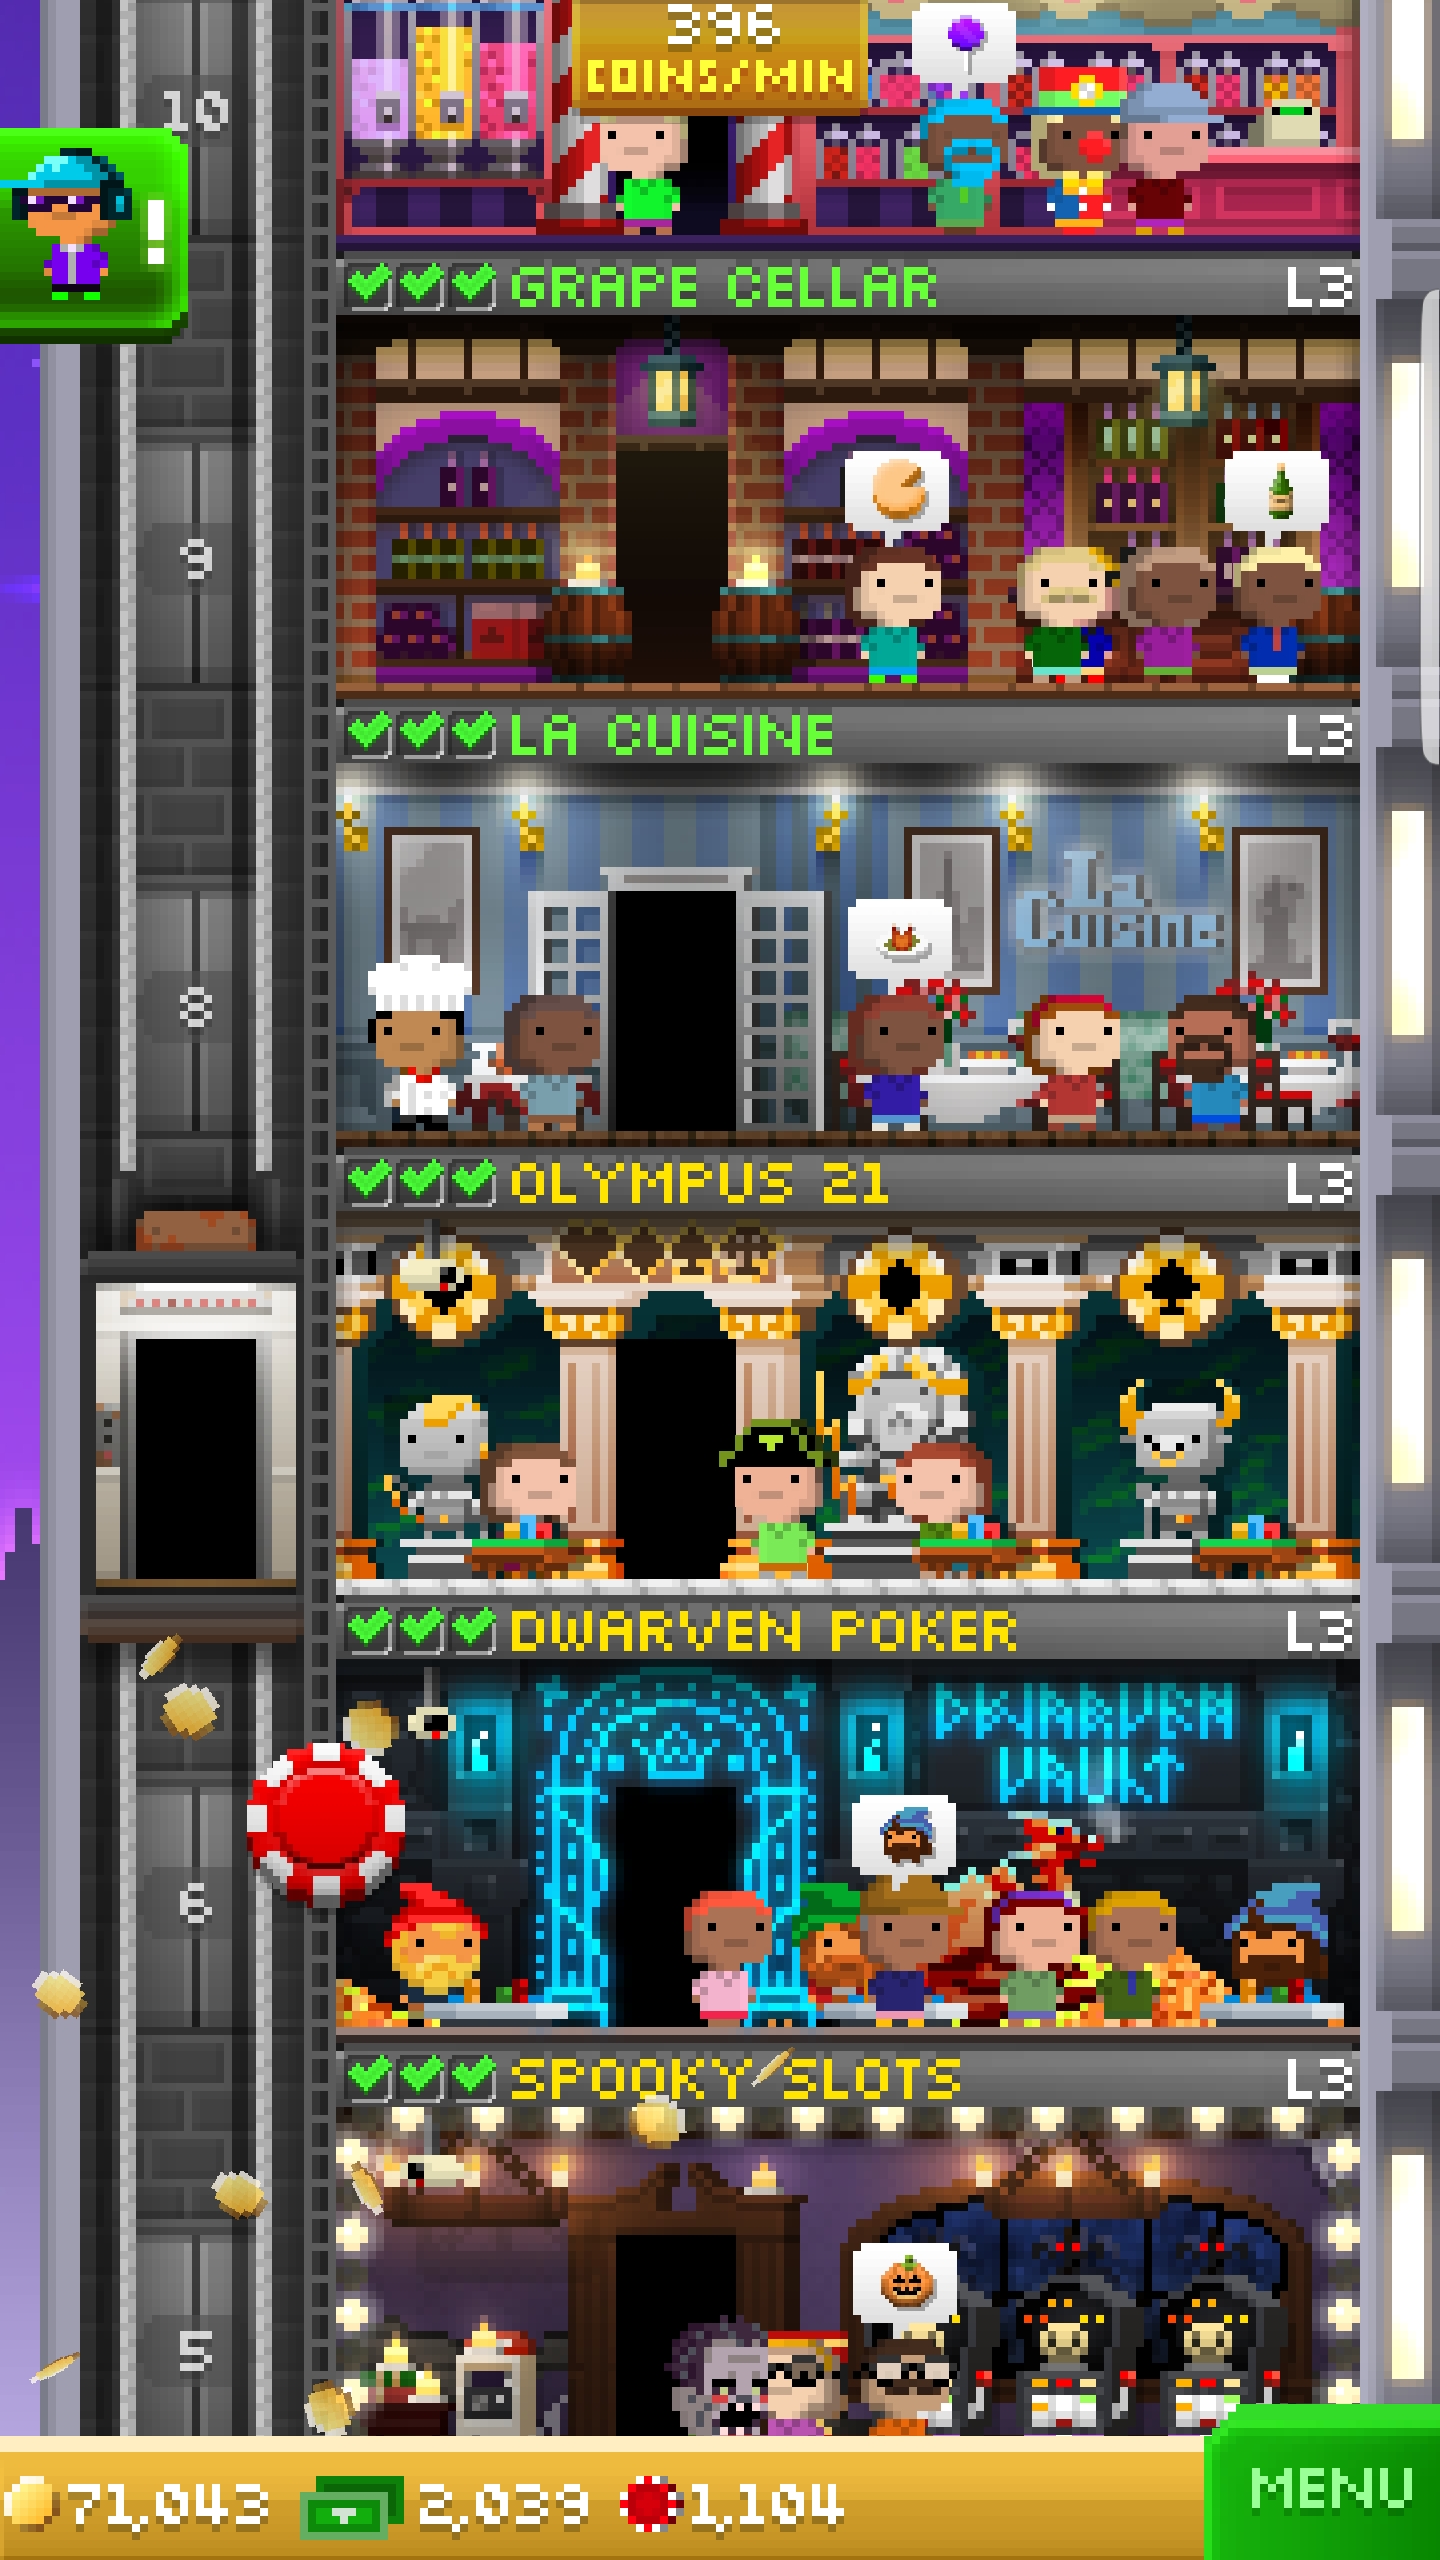 396
COINS/MIN
10
!
GRAPE CELLAR L3
9
LA CUISINE L3
La
Cuisine
8
OLYMPUS 21 L3
DWARVEN POKER L3
DWARVEN
VAULT
6
SPOOKY SLOTS L3
5
71,043 2,039 1,104
MENU